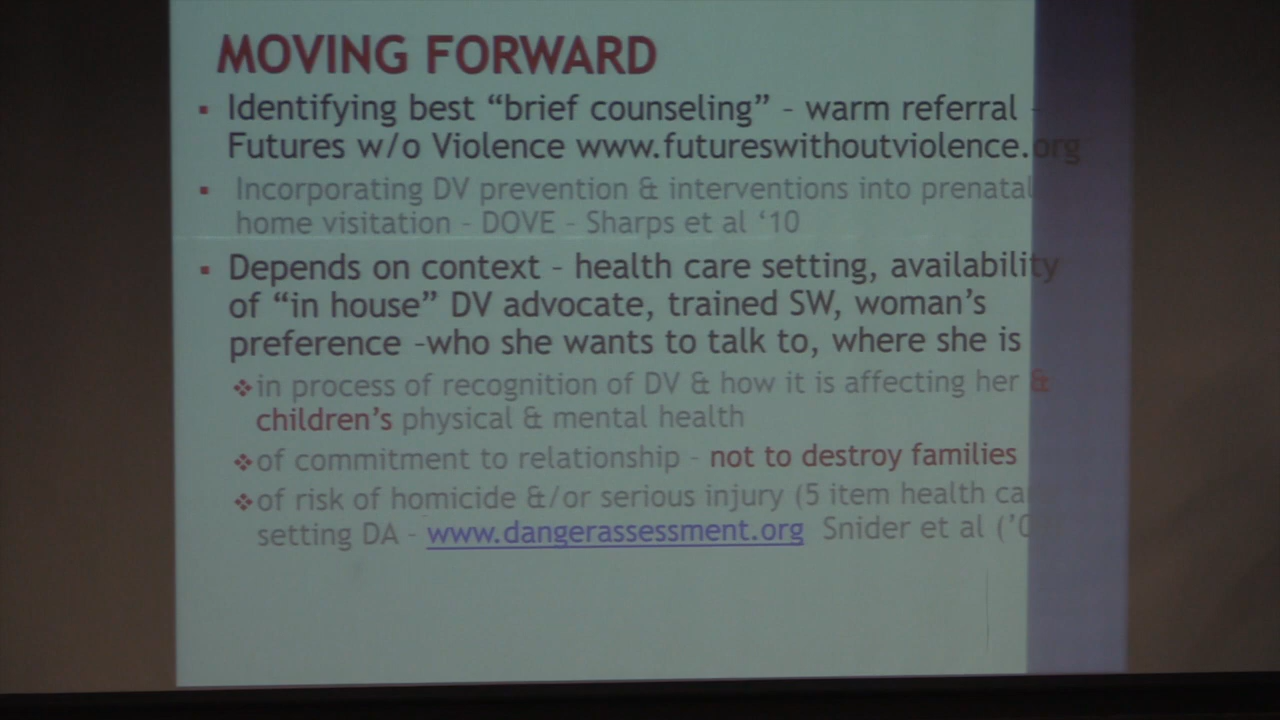 MOVING FORWARD
▪ Identifying best “brief counseling” – warm referral –
Futures w/o Violence www.futureswithoutviolence.org
▪ Incorporating DV prevention & interventions into prenatal
home visitation – DOVE – Sharps et al ‘10
▪ Depends on context – health care setting, availability
of “in house” DV advocate, trained SW, woman’s
preference –who she wants to talk to, where she is
❖in process of recognition of DV & how it is affecting her &
children’s physical & mental health
❖of commitment to relationship – not to destroy families
❖of risk of homicide &/or serious injury (5 item health
setting DA – www.dangerassessment.org Snider et al